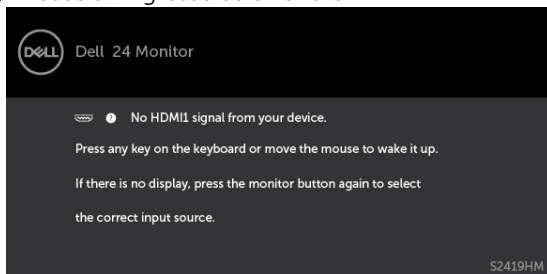 DELL
Dell 24 Monitor
? No HDMI1 signal from your device.
Press any key on the keyboard or move the mouse to wake it up.
If there is no display, press the monitor button again to select
the correct input source.
S2419HM